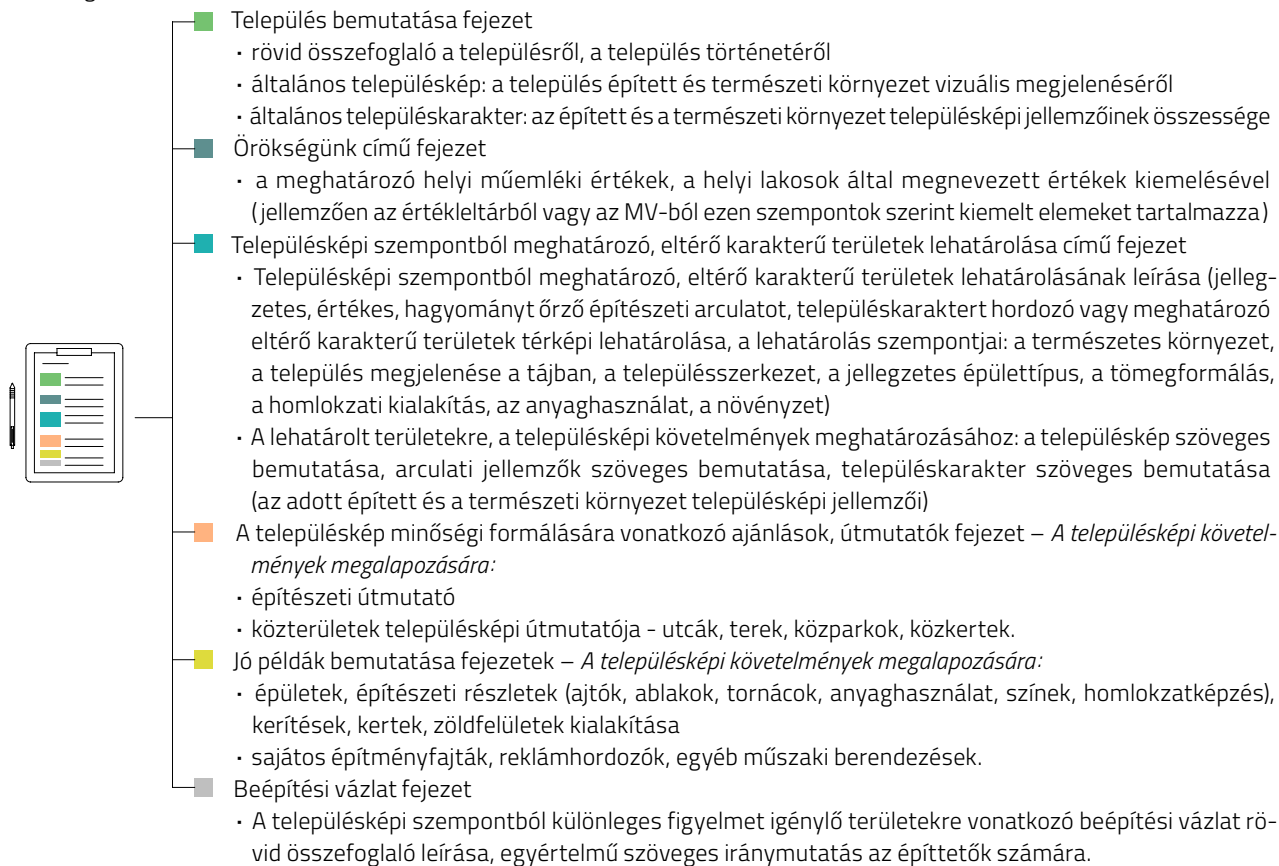 Település bemutatása fejezet
· rövid összefoglaló a településről, a település történetéről
· általános településkép: a település épített és természeti környezet vizuális megjelenéséről
· általános településkarakter: az épített és a természeti környezet településképi jellemzőinek összessége
Örökségünk című fejezet
· a meghatározó helyi műemléki értékek, a helyi lakosok által megnevezett értékek kiemelésével
(jellemzően az értékleltárból vagy az MV-ból ezen szempontok szerint kiemelt elemeket tartalmazza)
Településképi szempontból meghatározó, eltérő karakterű területek lehatárolása című fejezet
· Településképi szempontból meghatározó, eltérő karakterű területek lehatárolásának leírása (jelleg-
zetes, értékes, hagyományt őrző építészeti arculatot, településkaraktert hordozó vagy meghatározó
eltérő karakterű területek térképi lehatárolása, a lehatárolás szempontjai: a természetes környezet,
a település megjelenése a tájban, a településszerkezet, a jellegzetes épülettípus, a tömegformálás,
a homlokzati kialakítás, az anyaghasználat, a növényzet)
· A lehatárolt területekre, a településképi követelmények meghatározásához: a településkép szöveges
bemutatása, arculati jellemzők szöveges bemutatása, településkarakter szöveges bemutatása
(az adott épített és a természeti környezet településképi jellemzői)
A településkép minőségi formálására vonatkozó ajánlások, útmutatók fejezet – A településképi követel-
mények megalapozására:
· építészeti útmutató
· közterületek településképi útmutatója - utcák, terek, közparkok, közkertek.
Jó példák bemutatása fejezetek – A településképi követelmények megalapozására:
· épületek, építészeti részletek (ajtók, ablakok, tornácok, anyaghasználat, színek, homlokzatképzés),
kerítések, kertek, zöldfelületek kialakítása
· sajátos építményfajták, reklámhordozók, egyéb műszaki berendezések.
Beépítési vázlat fejezet
· A településképi szempontból különleges figyelmet igénylő területekre vonatkozó beépítési vázlat rö-
vid összefoglaló leírása, egyértelmű szöveges iránymutatás az építtetők számára.